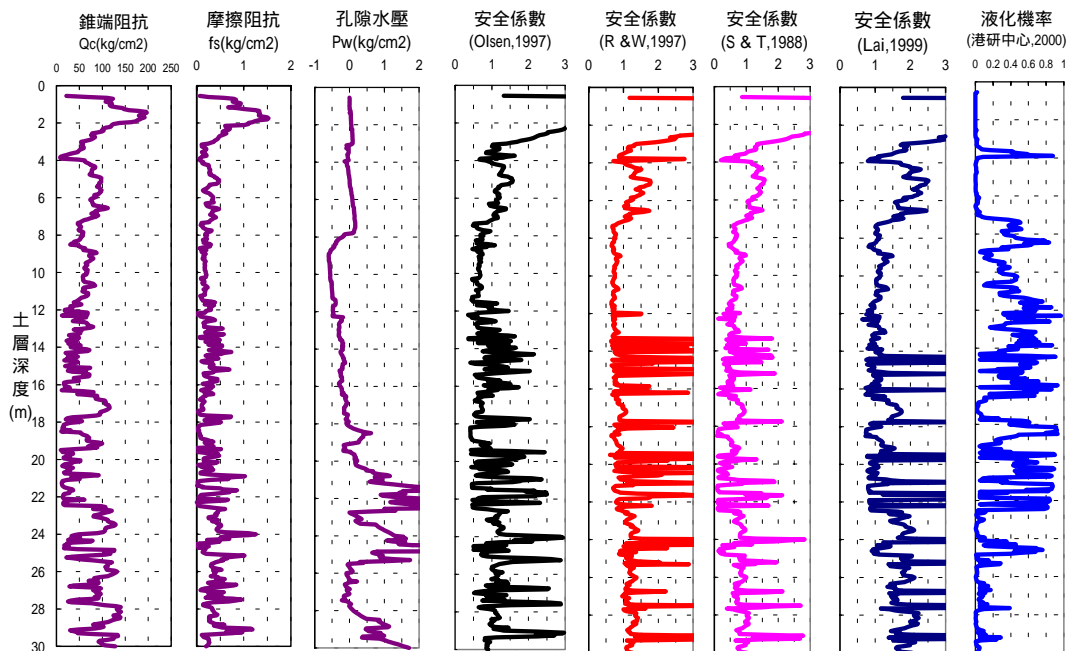 錐端阻抗
Qc(kg/cm2)
摩擦阻抗
fs(kg/cm2)
孔隙水壓
Pw(kg/cm2)
安全係數
(Olsen,1997)
安全係數
(R &W,1997)
安全係數
(S & T,1988)
安全係數
(Lai,1999)
液化機率
(港研中心,2000)
0 50 100 150 200 250
0 1 2
-1 0 1 2
0 1 2 3
0 1 2 3
0 1 2 3
0 1 2 3
0 0.2 0.4 0.6 0.8 1
0
2
4
6
8
10
12
14
16
18
20
22
24
26
28
30
土
層
深
度
(m)